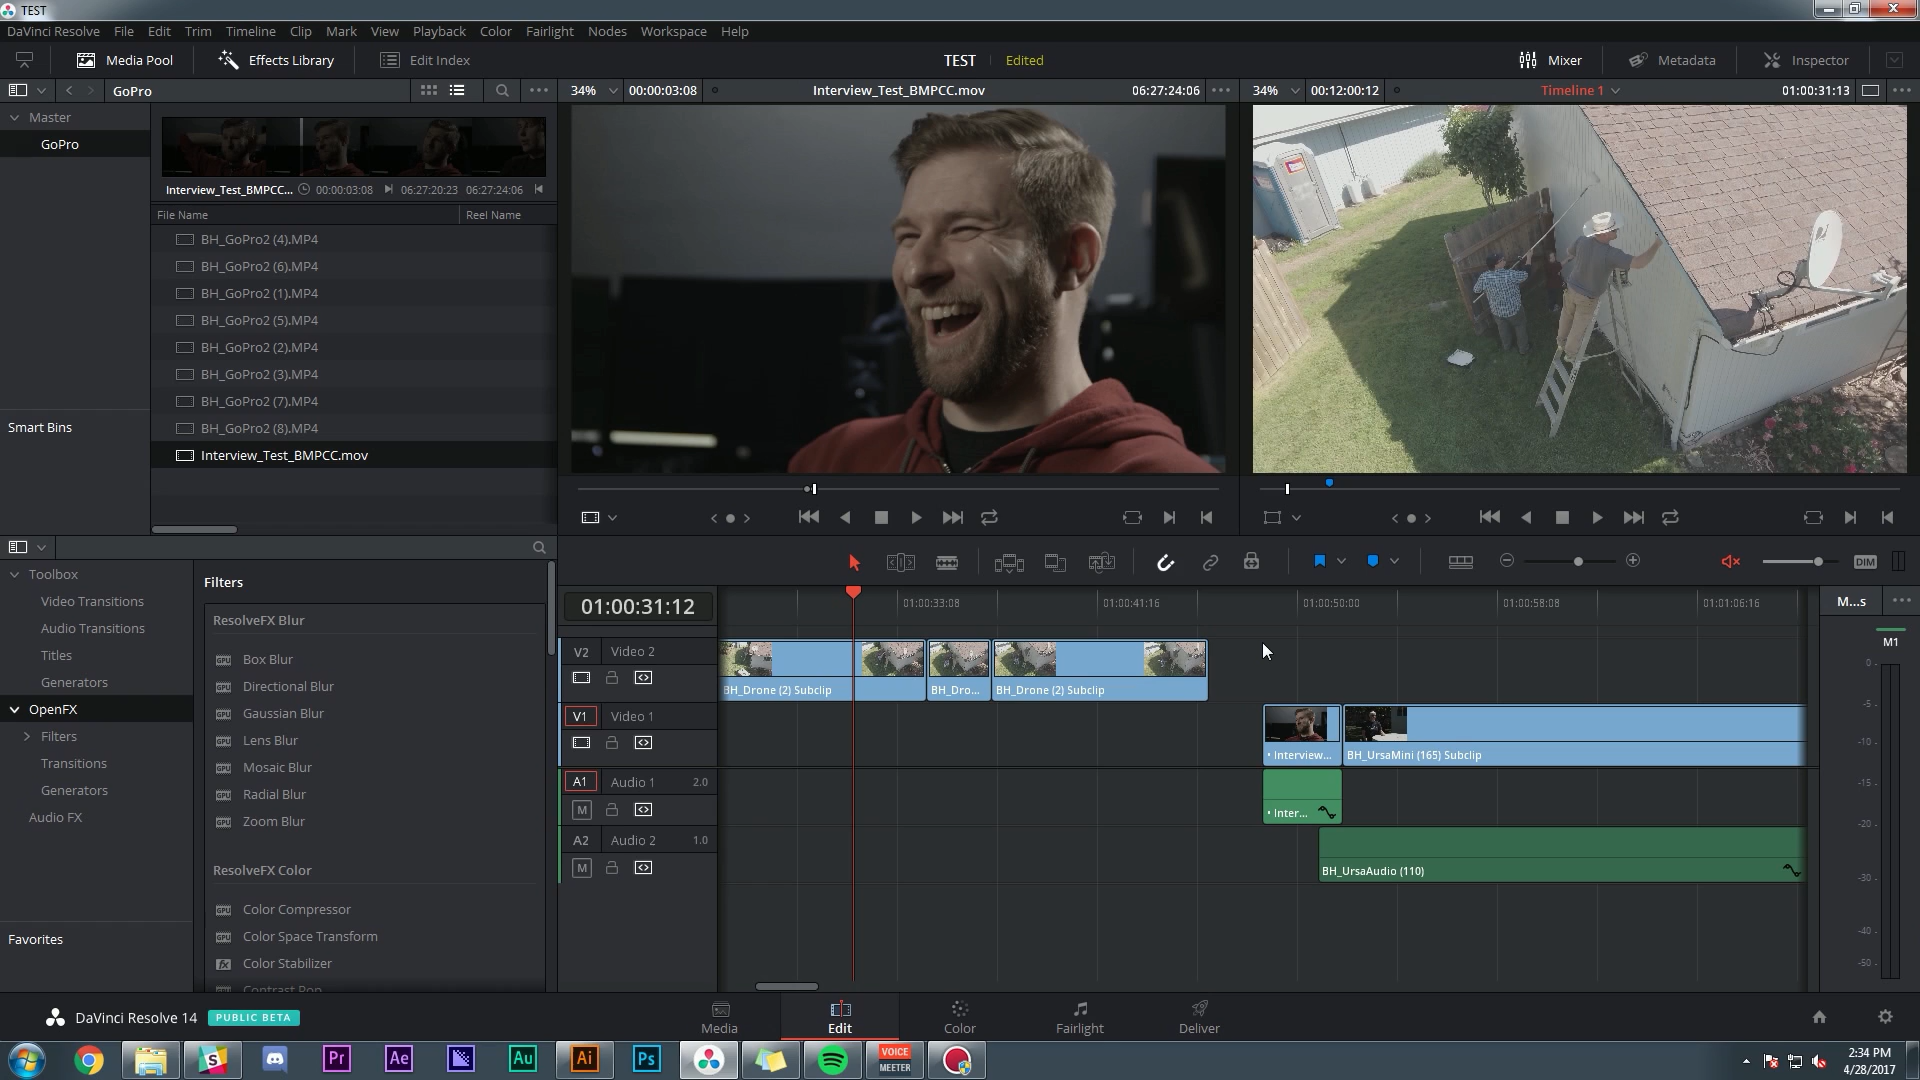 TEST
DaVinci Resolve File Edit Trim Timeline Clip Mark View Playback Color Fairlight Nodes Workspace Help
Media Pool Effects Library Edit Index TEST Edited Mixer Metadata Inspector
GoPro 34% 00:00:03:08 Interview_Test_BMPCC.mov 06:27:24:06 34% 00:12:00:12 Timeline 1 01:00:31:13
Master
GoPro
Interview_Test_BMPCC... 00:00:03:08 06:27:20:23 06:27:24:06
File Name Reel Name
BH_GoPro2 (4).MP4
BH_GoPro2 (6).MP4
BH_GoPro2 (1).MP4
BH_GoPro2 (5).MP4
BH_GoPro2 (2).MP4
BH_GoPro2 (3).MP4
BH_GoPro2 (7).MP4
BH_GoPro2 (8).MP4
Interview_Test_BMPCC.mov
Smart Bins
DIM
Toolbox
Video Transitions
Audio Transitions
Titles
Generators
OpenFX
Filters
Transitions
Generators
Audio FX
Favorites
Filters
ResolveFX Blur
Box Blur
Directional Blur
Gaussian Blur
Lens Blur
Mosaic Blur
Radial Blur
Zoom Blur
ResolveFX Color
Color Compressor
Color Space Transform
Color Stabilizer
Contrast Pop
01:00:31:12 01:00:33:08 01:00:41:16 01:00:50:00 01:00:58:08 01:01:06:16 M...s
V2 Video 2
BH_Drone (2) Subclip BH_Dro... BH_Drone (2) Subclip
V1 Video 1
• Interview... BH_UrsaMini (165) Subclip
A1 Audio 1 2.0
M • Inter...
A2 Audio 2 1.0
M BH_UrsaAudio (110)
M1
0
-5
-10
-15
-20
-30
-40
-50
DaVinci Resolve 14 PUBLIC BETA Media Edit Color Fairlight Deliver
Pr Ae Au Ai Ps VOICE MEETER
2:34 PM
4/28/2017